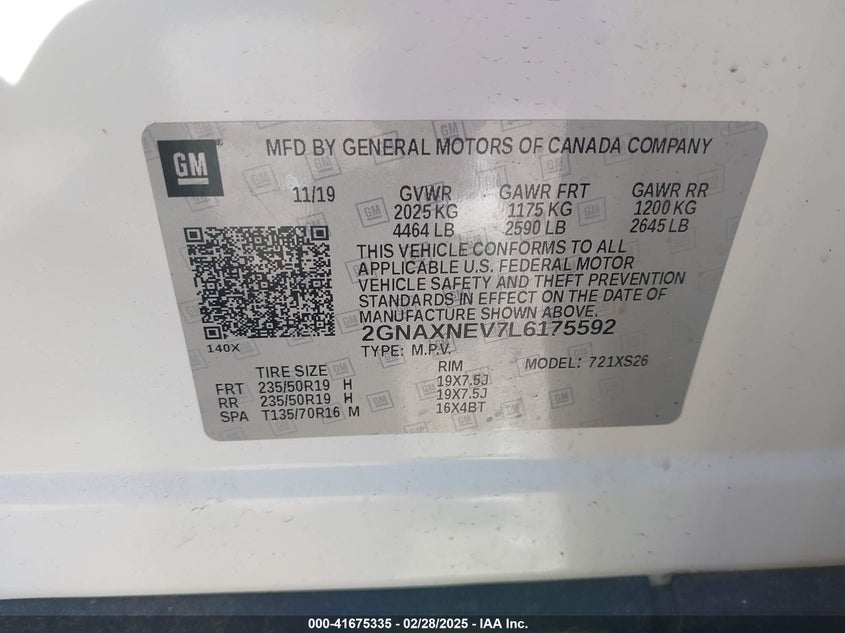 GM ®
MFD BY GENERAL MOTORS OF CANADA COMPANY
11/19 GVWR GAWR FRT GAWR RR
2025 KG 1175 KG 1200 KG
4464 LB 2590 LB 2645 LB
THIS VEHICLE CONFORMS TO ALL
APPLICABLE U.S. FEDERAL MOTOR
VEHICLE SAFETY AND THEFT PREVENTION
STANDARDS IN EFFECT ON THE DATE OF
MANUFACTURE SHOWN ABOVE.
140X
2GNAXNEV7L6175592
TYPE: M.P.V. MODEL: 721XS26
TIRE SIZE RIM
FRT 235/50R19 H 19X7.5J
RR 235/50R19 H 19X7.5J
SPA T135/70R16 M 16X4BT
000-41675335 - 02/28/2025 - IAA Inc.